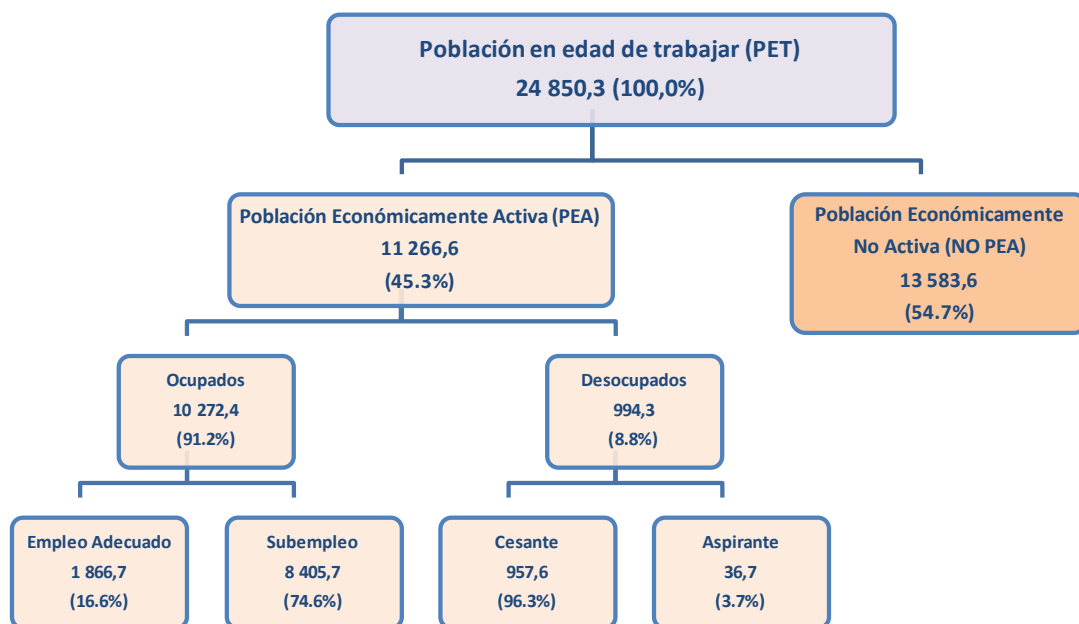 Población en edad de trabajar (PET)
24 850,3 (100,0%)
Población Económicamente Activa (PEA)
11 266,6
(45.3%)
Población Económicamente
No Activa (NO PEA)
13 583,6
(54.7%)
Ocupados
10 272,4
(91.2%)
Desocupados
994,3
(8.8%)
Empleo Adecuado
1 866,7
(16.6%)
Subempleo
8 405,7
(74.6%)
Cesante
957,6
(96.3%)
Aspirante
36,7
(3.7%)